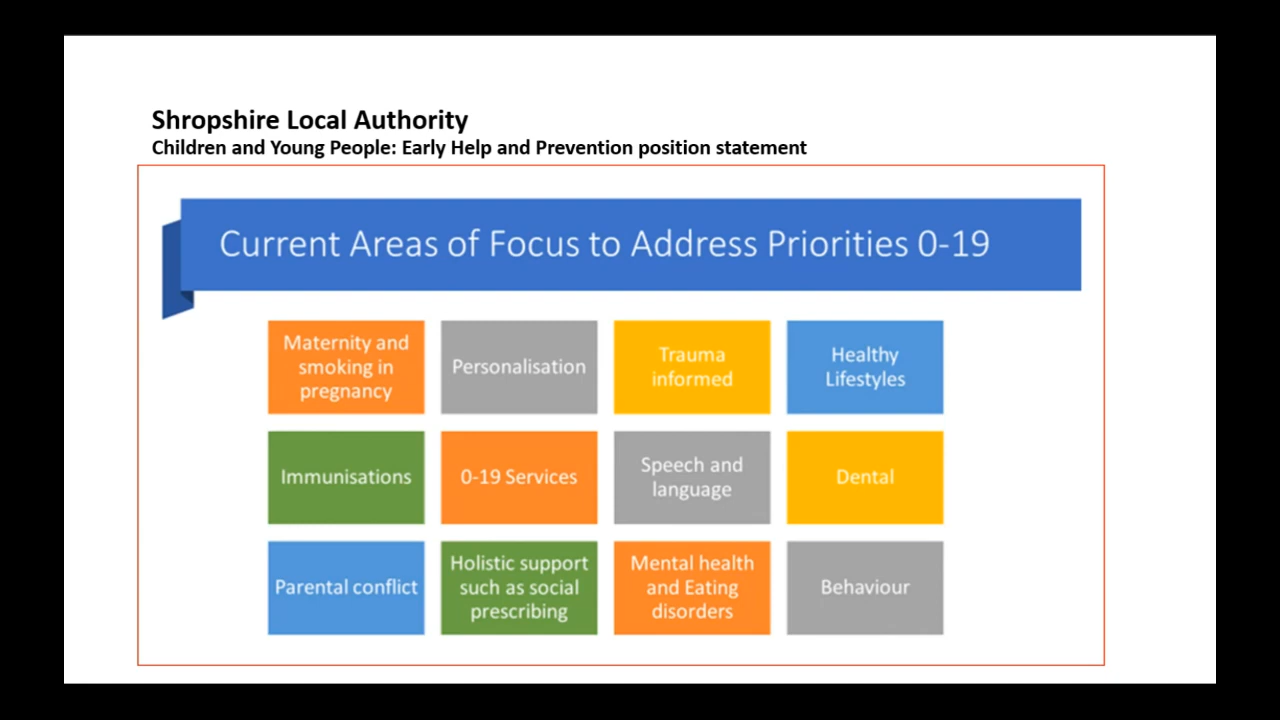 Shropshire Local Authority
Children and Young People: Early Help and Prevention position statement
Current Areas of Focus to Address Priorities 0-19
Maternity and
smoking in
pregnancy
Personalisation
Trauma
informed
Healthy
Lifestyles
Immunisations
0-19 Services
Speech and
language
Dental
Parental conflict
Holistic support
such as social
prescribing
Mental health
and Eating
disorders
Behaviour